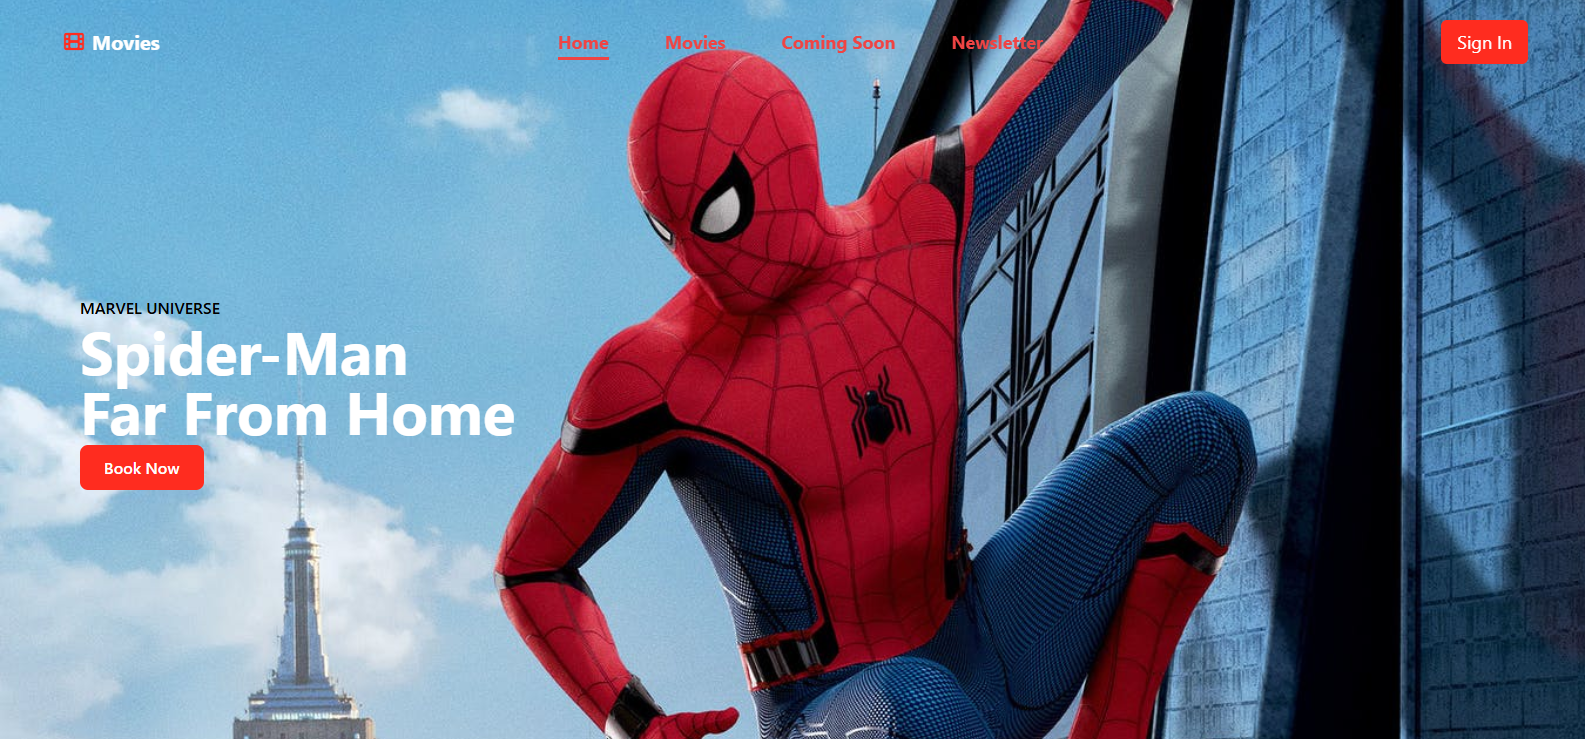 Movies
Home Movies Coming Soon Newsletter
Sign In
MARVEL UNIVERSE
Spider-Man
Far From Home
Book Now